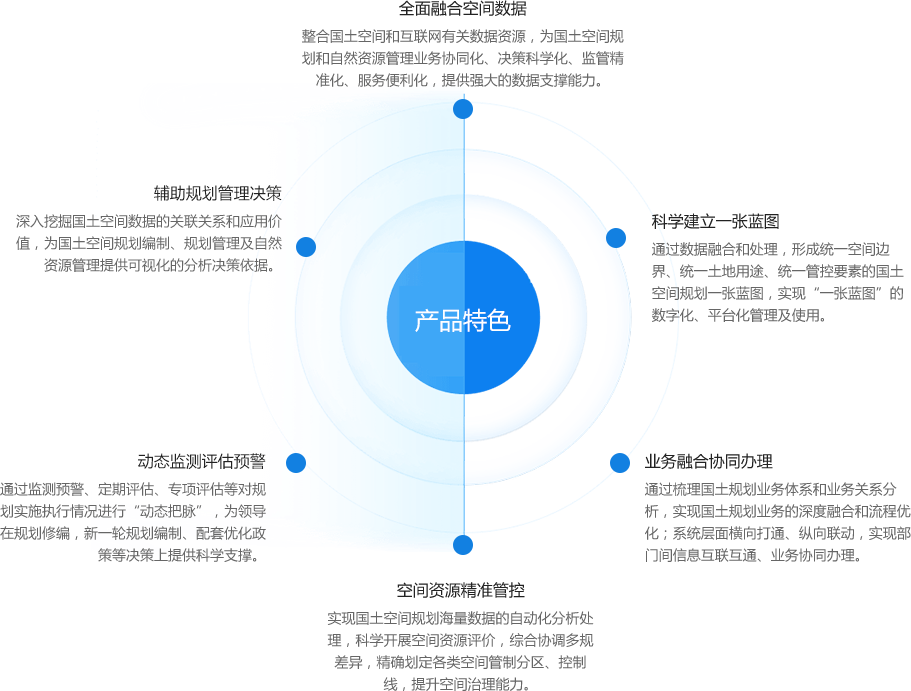 全面融合空间数据
整合国土空间和互联网有关数据资源，为国土空间规
划和自然资源管理业务协同化、决策科学化、监管精
准化、服务便利化，提供强大的数据支撑能力。
辅助规划管理决策
深入挖掘国土空间数据的关联关系和应用价
值，为国土空间规划编制、规划管理及自然
资源管理提供可视化的分析决策依据。
科学建立一张蓝图
通过数据融合和处理，形成统一空间边
界、统一土地用途、统一管控要素的国土
空间规划一张蓝图，实现“一张蓝图”的
数字化、平台化管理及使用。
产品特色
动态监测评估预警
通过监测预警、定期评估、专项评估等对规
划实施执行情况进行“动态把脉”，为领导
在规划修编，新一轮规划编制、配套优化政
策等决策上提供科学支撑。
业务融合协同办理
通过梳理国土规划业务体系和业务关系分
析，实现国土规划业务的深度融合和流程优
化；系统层面横向打通、纵向联动，实现部
门间信息互联互通、业务协同办理。
空间资源精准管控
实现国土空间规划海量数据的自动化分析处
理，科学开展空间资源评价，综合协调多规
差异，精确划定各类空间管制分区、控制
线，提升空间治理能力。